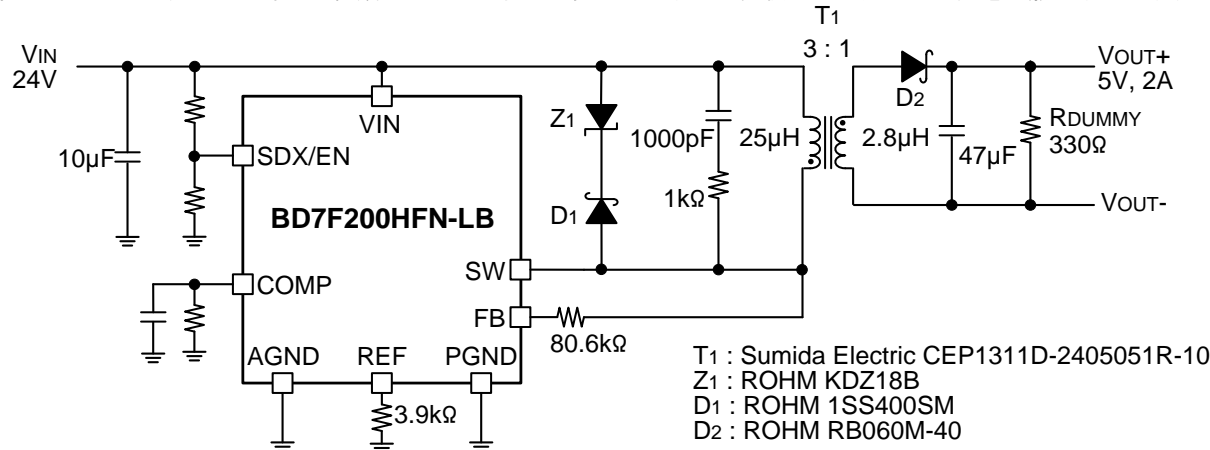 T1
3 : 1
VIN
24V
VOUT+
5V, 2A
D2
VIN
Z1
1000pF
25µH
2.8µH
RDUMMY
330Ω
10µF
SDX/EN
47µF
1kΩ
BD7F200HFN-LB
D1
VOUT-
SW
COMP
FB
80.6kΩ
AGND
REF
PGND
3.9kΩ
T1 : Sumida Electric CEP1311D-2405051R-10
Z1 : ROHM KDZ18B
D1 : ROHM 1SS400SM
D2 : ROHM RB060M-40